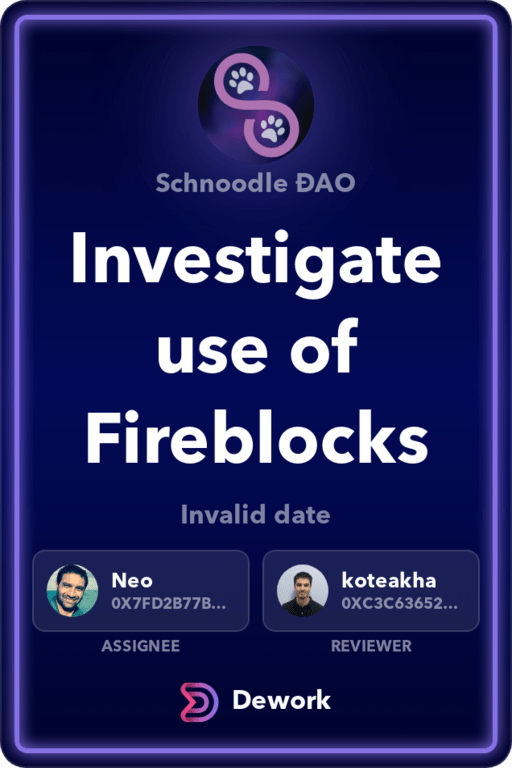 Schnoodle ÐAO
Investigate
use of
Fireblocks
Invalid date
Neo
0X7FD2B77B...
koteakha
0XC3C63652...
ASSIGNEE
REVIEWER
Dework